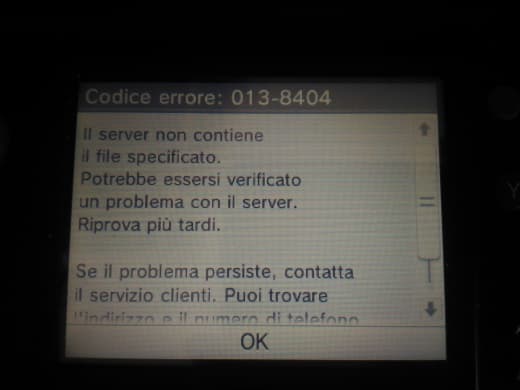 Codice errore: 013-8404
Il server non contiene
il file specificato.
Potrebbe essersi verificato
un problema con il server.
Riprova più tardi.
Se il problema persiste, contatta
il servizio clienti. Puoi trovare
l'indirizzo e il numero di telefono
OK
Y